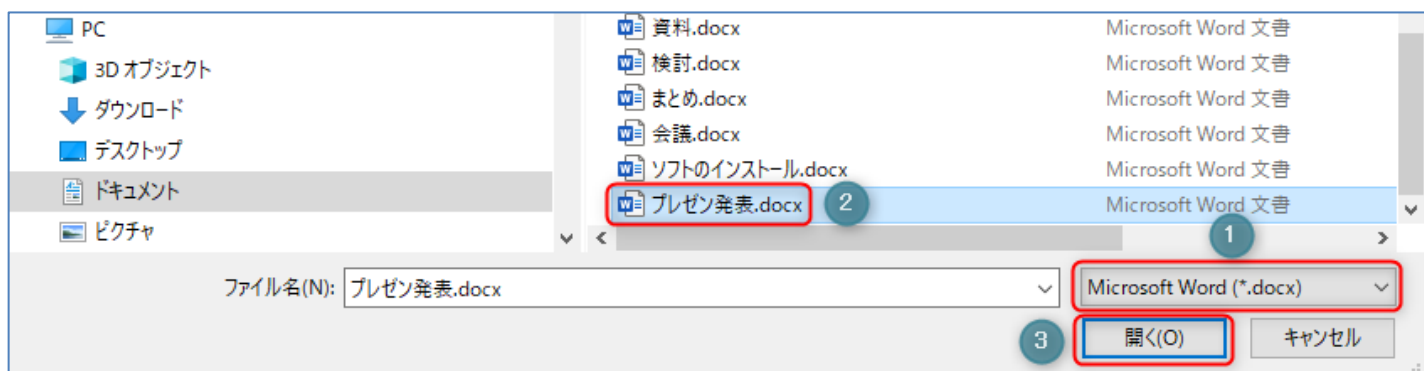 PC
3D オブジェクト
ダウンロード
デスクトップ
ドキュメント
ピクチャ
資料.docx Microsoft Word 文書
検討.docx Microsoft Word 文書
まとめ.docx Microsoft Word 文書
会議.docx Microsoft Word 文書
ソフトのインストール.docx Microsoft Word 文書
プレゼン発表.docx 2 Microsoft Word 文書
1
ファイル名(N): プレゼン発表.docx Microsoft Word (*.docx)
3 開く(O) キャンセル